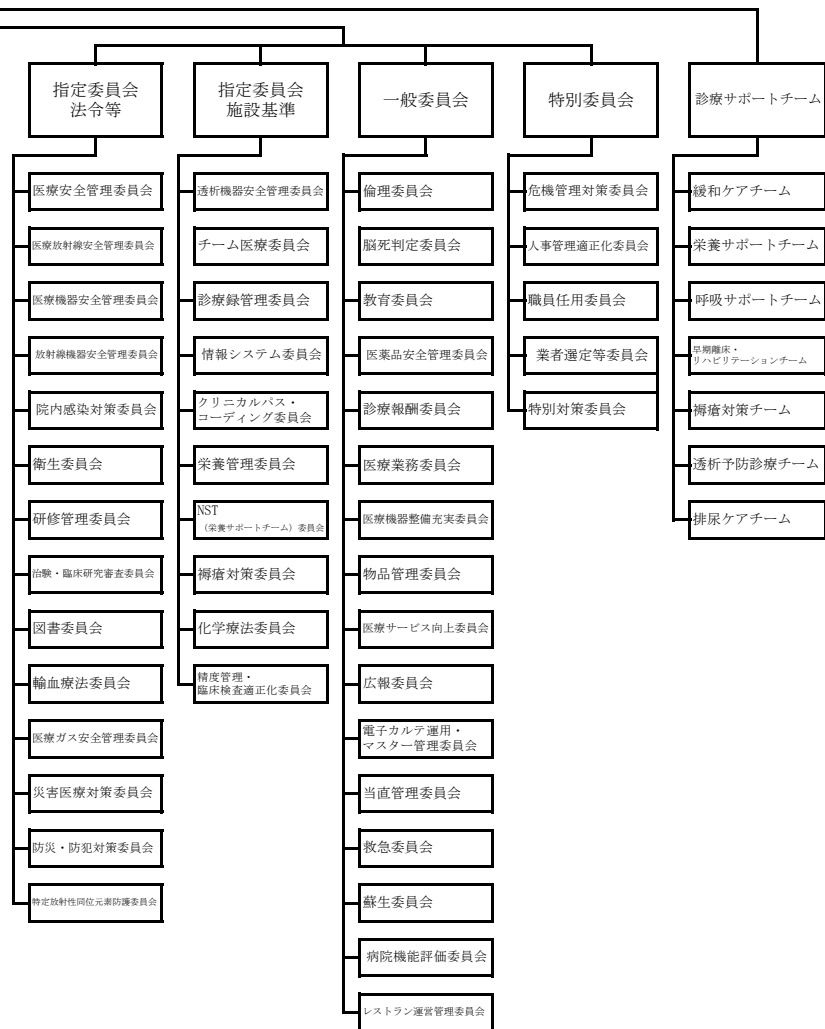 指定委員会
法令等
医療安全管理委員会
医療放射線安全管理委員会
医療機器安全管理委員会
放射線機器安全管理委員会
院内感染対策委員会
衛生委員会
研修管理委員会
治験・臨床研究審査委員会
図書委員会
輸血療法委員会
医療ガス安全管理委員会
災害医療対策委員会
防災・防犯対策委員会
特定放射性同位元素防護委員会
指定委員会
施設基準
透析機器安全管理委員会
チーム医療委員会
診療録管理委員会
情報システム委員会
クリニカルパス・
コーディング委員会
栄養管理委員会
NST
（栄養サポートチーム）委員会
褥瘡対策委員会
化学療法委員会
精度管理・
臨床検査適正化委員会
一般委員会
倫理委員会
脳死判定委員会
教育委員会
医薬品安全管理委員会
診療報酬委員会
医療業務委員会
医療機器整備充実委員会
物品管理委員会
医療サービス向上委員会
広報委員会
電子カルテ運用・
マスター管理委員会
当直管理委員会
救急委員会
蘇生委員会
病院機能評価委員会
レストラン運営管理委員会
特別委員会
危機管理対策委員会
人事管理適正化委員会
職員任用委員会
業者選定等委員会
特別対策委員会
診療サポートチーム
緩和ケアチーム
栄養サポートチーム
呼吸サポートチーム
早期離床・
リハビリテーションチーム
褥瘡対策チーム
透析予防診療チーム
排尿ケアチーム